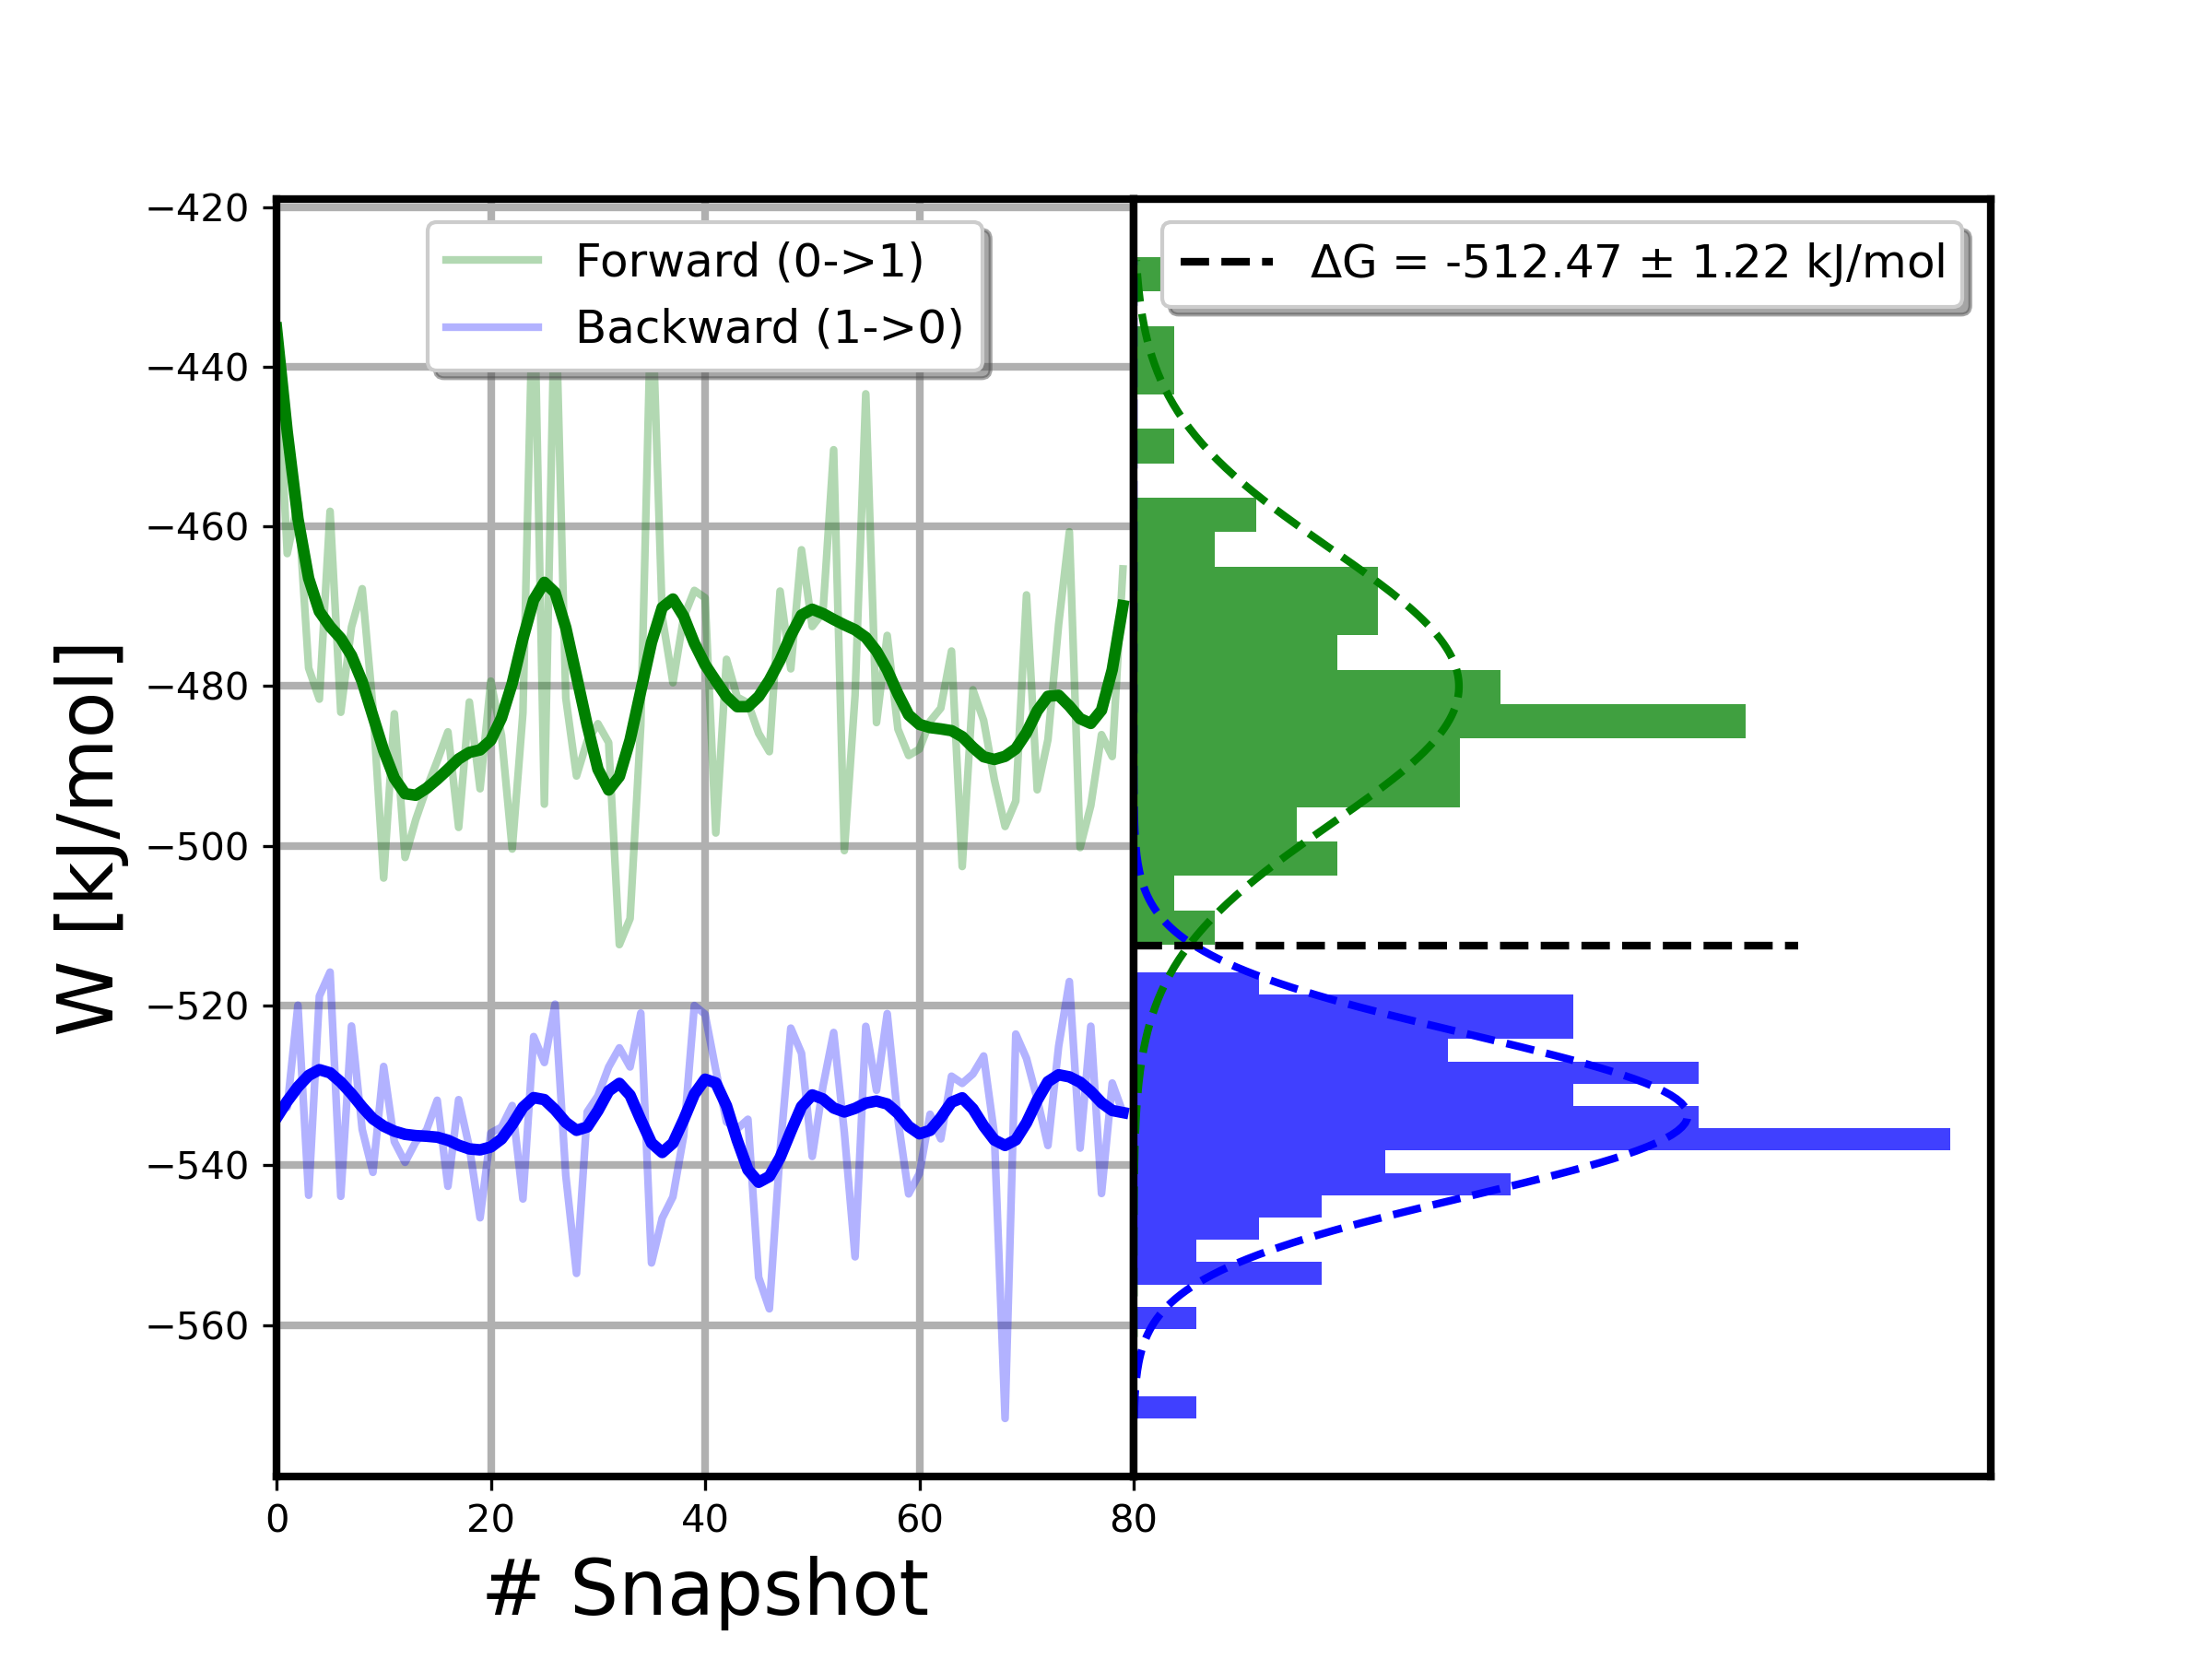 Forward (0->1)
Backward (1->0)
ΔG = -512.47 ± 1.22 kJ/mol
W [kJ/mol]
−420
−440
−460
−480
−500
−520
−540
−560
0 20 40 60 80
# Snapshot